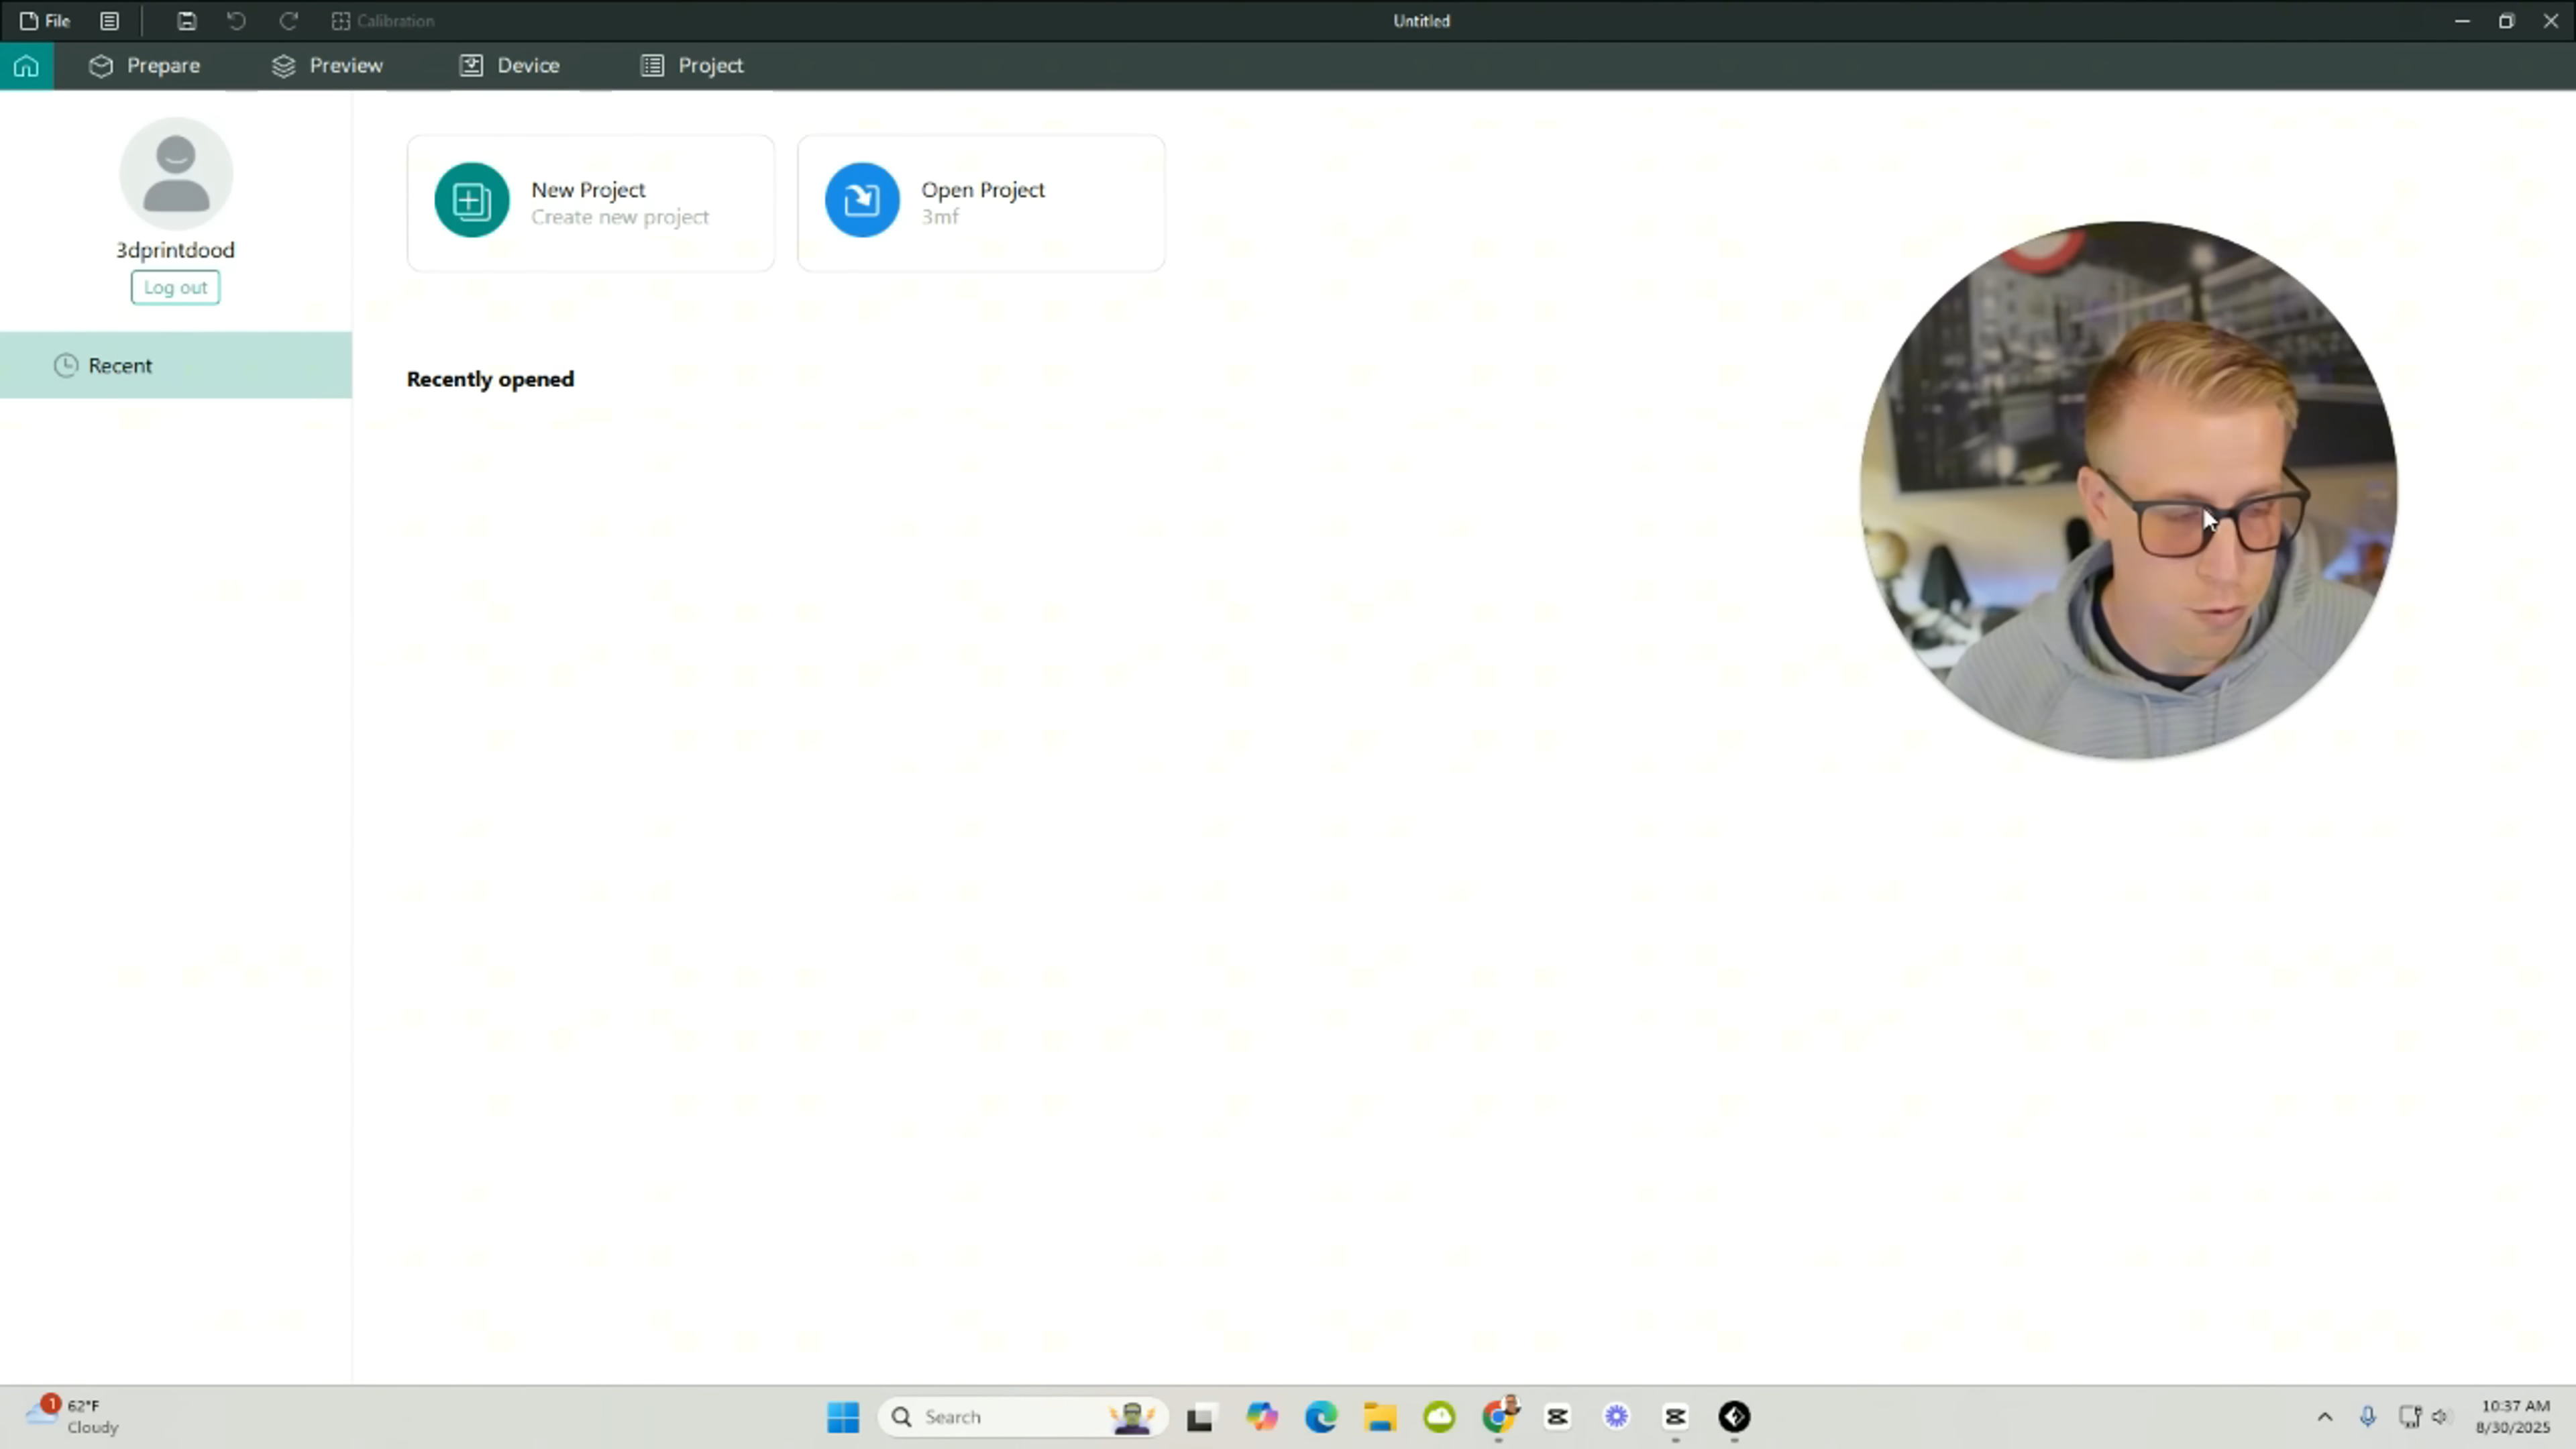 File
Calibration
Untitled
Prepare
Preview
Device
Project
3dprintdood
Log out
Recent
New Project
Create new project
Open Project
3mf
Recently opened
1
62°F
Cloudy
Search
10:37 AM
8/30/2025